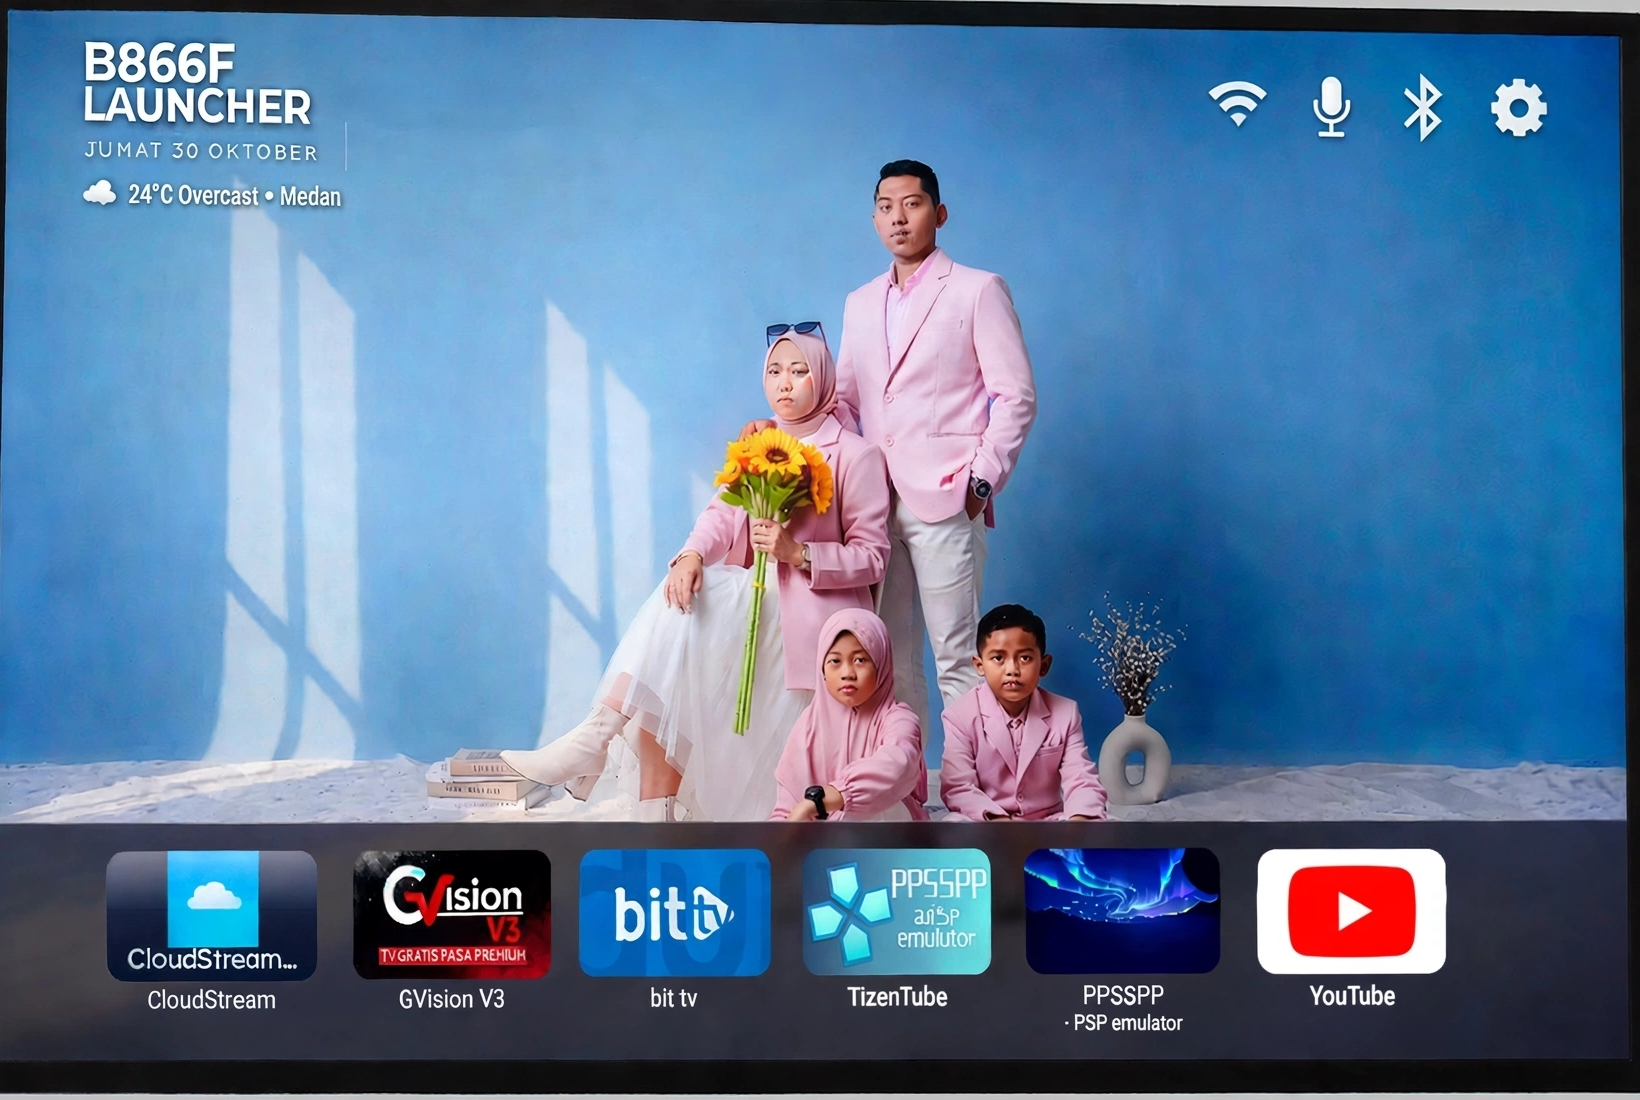 B866F
LAUNCHER
JUMAT 30 OKTOBER
24°C Overcast • Medan
CloudStream...
CloudStream
GVision
V3
TV GRATIS PASA PREMIUM
GVision V3
bit tv
bit tv
PPSSPP
emulutor
TizenTube
PPSSPP
· PSP emulator
YouTube